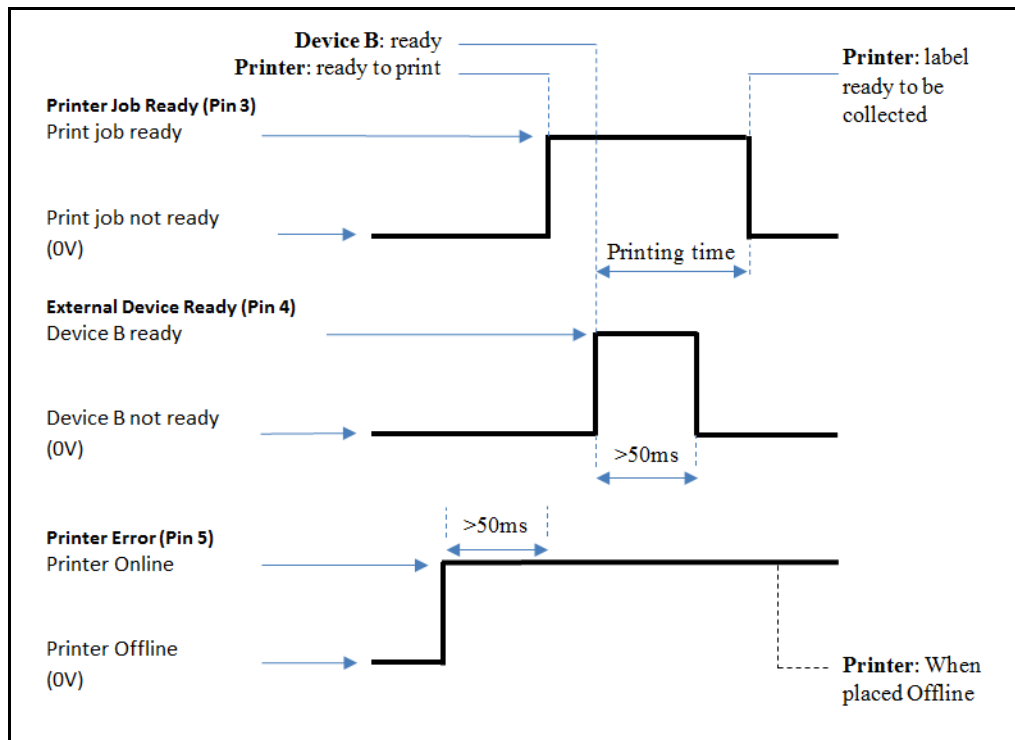 Device B: ready
Printer: ready to print
Printer: label
ready to be
collected
Printer Job Ready (Pin 3)
Print job ready
Print job not ready
(0V)
Printing time
External Device Ready (Pin 4)
Device B ready
Device B not ready
(0V)
>50ms
>50ms
Printer Error (Pin 5)
Printer Online
Printer Offline
(0V)
Printer: When
placed Offline